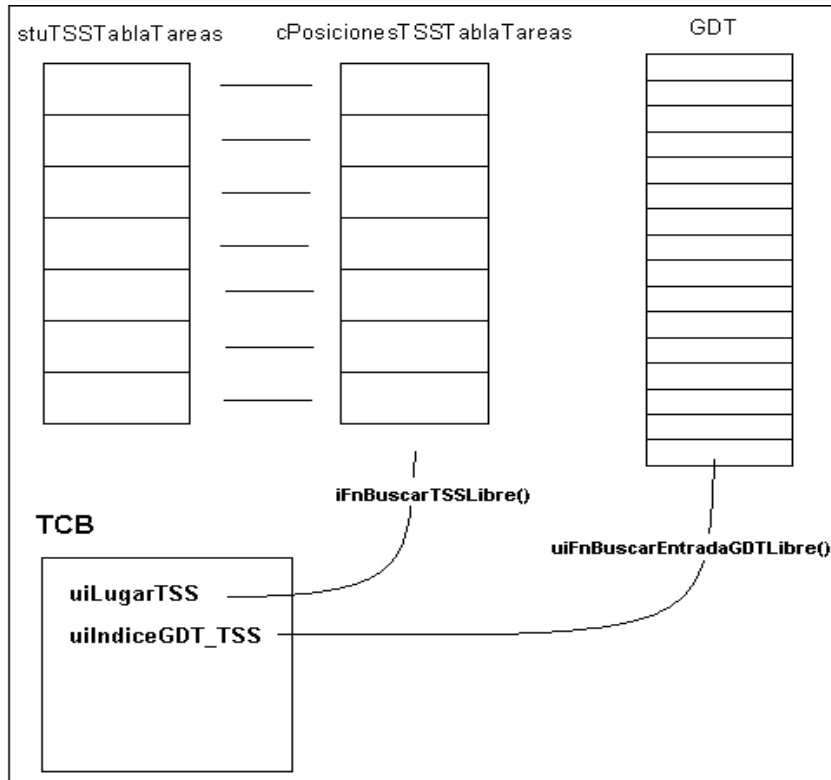 stuTSSTablaTareas
cPosicionesTSSTablaTareas
GDT
iFnBuscarTSSLibre()
TCB
uiFnBuscarEntradaGDTLibre()
uiLugarTSS
uiIndiceGDT_TSS